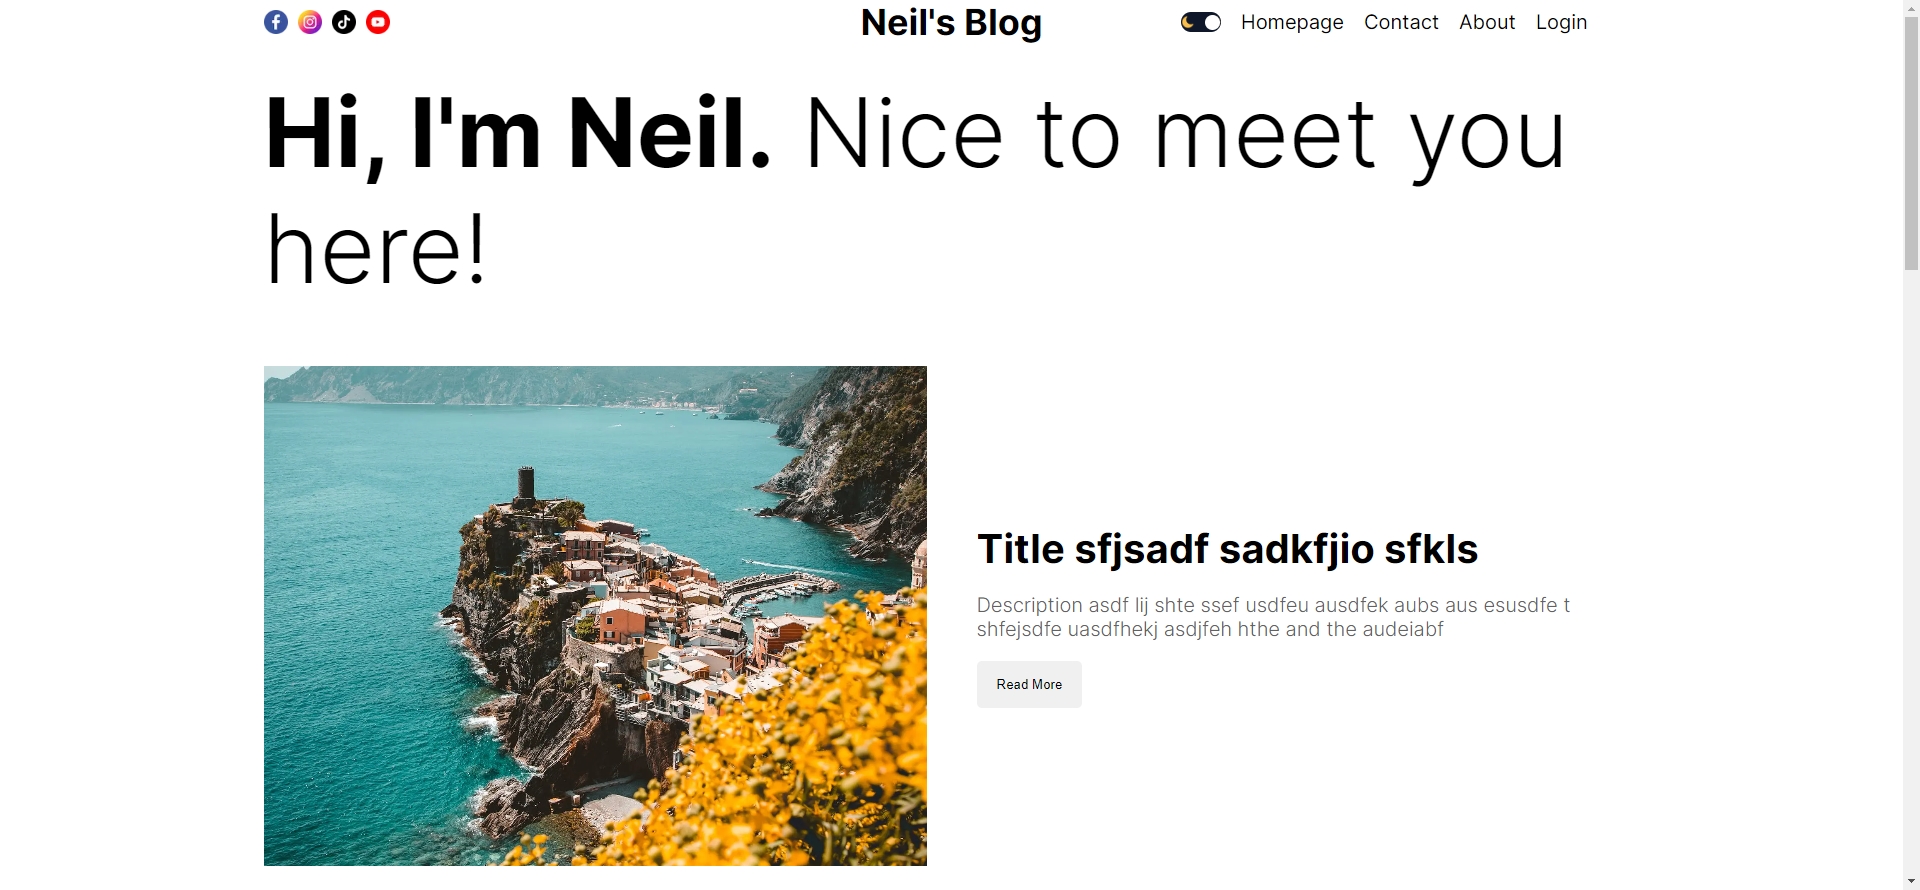 Neil's Blog
Homepage Contact About Login
Hi, I'm Neil. Nice to meet you
here!
Title sfjsadf sadkfjio sfkls
Description asdf lij shte ssef usdfeu ausdfek aubs aus esusdfe t
shfejsdfe uasdfhekj asdjfeh hthe and the audeiabf
Read More